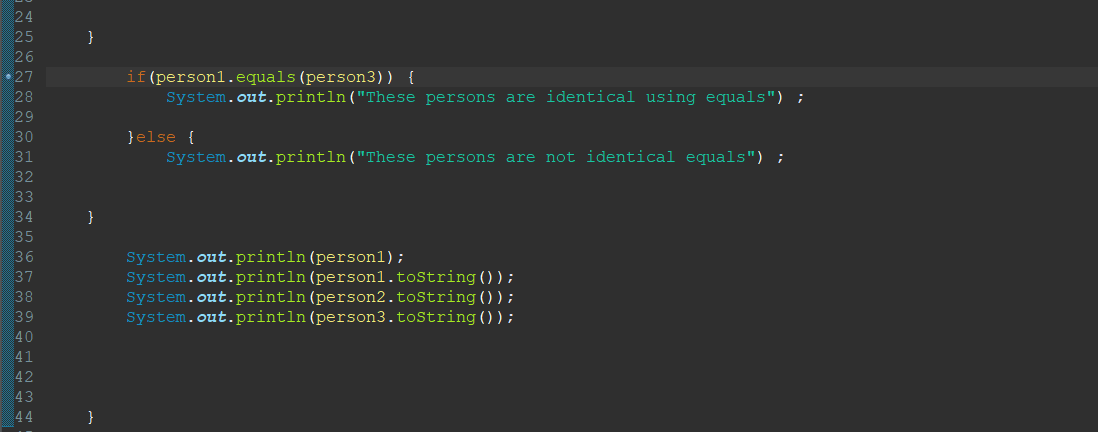 24
25 }
26
27 if(person1.equals(person3)) {
28 System.out.println("These persons are identical using equals") ;
29
30 }else {
31 System.out.println("These persons are not identical equals") ;
32
33
34 }
35
36 System.out.println(person1);
37 System.out.println(person1.toString());
38 System.out.println(person2.toString());
39 System.out.println(person3.toString());
40
41
42
43
44 }